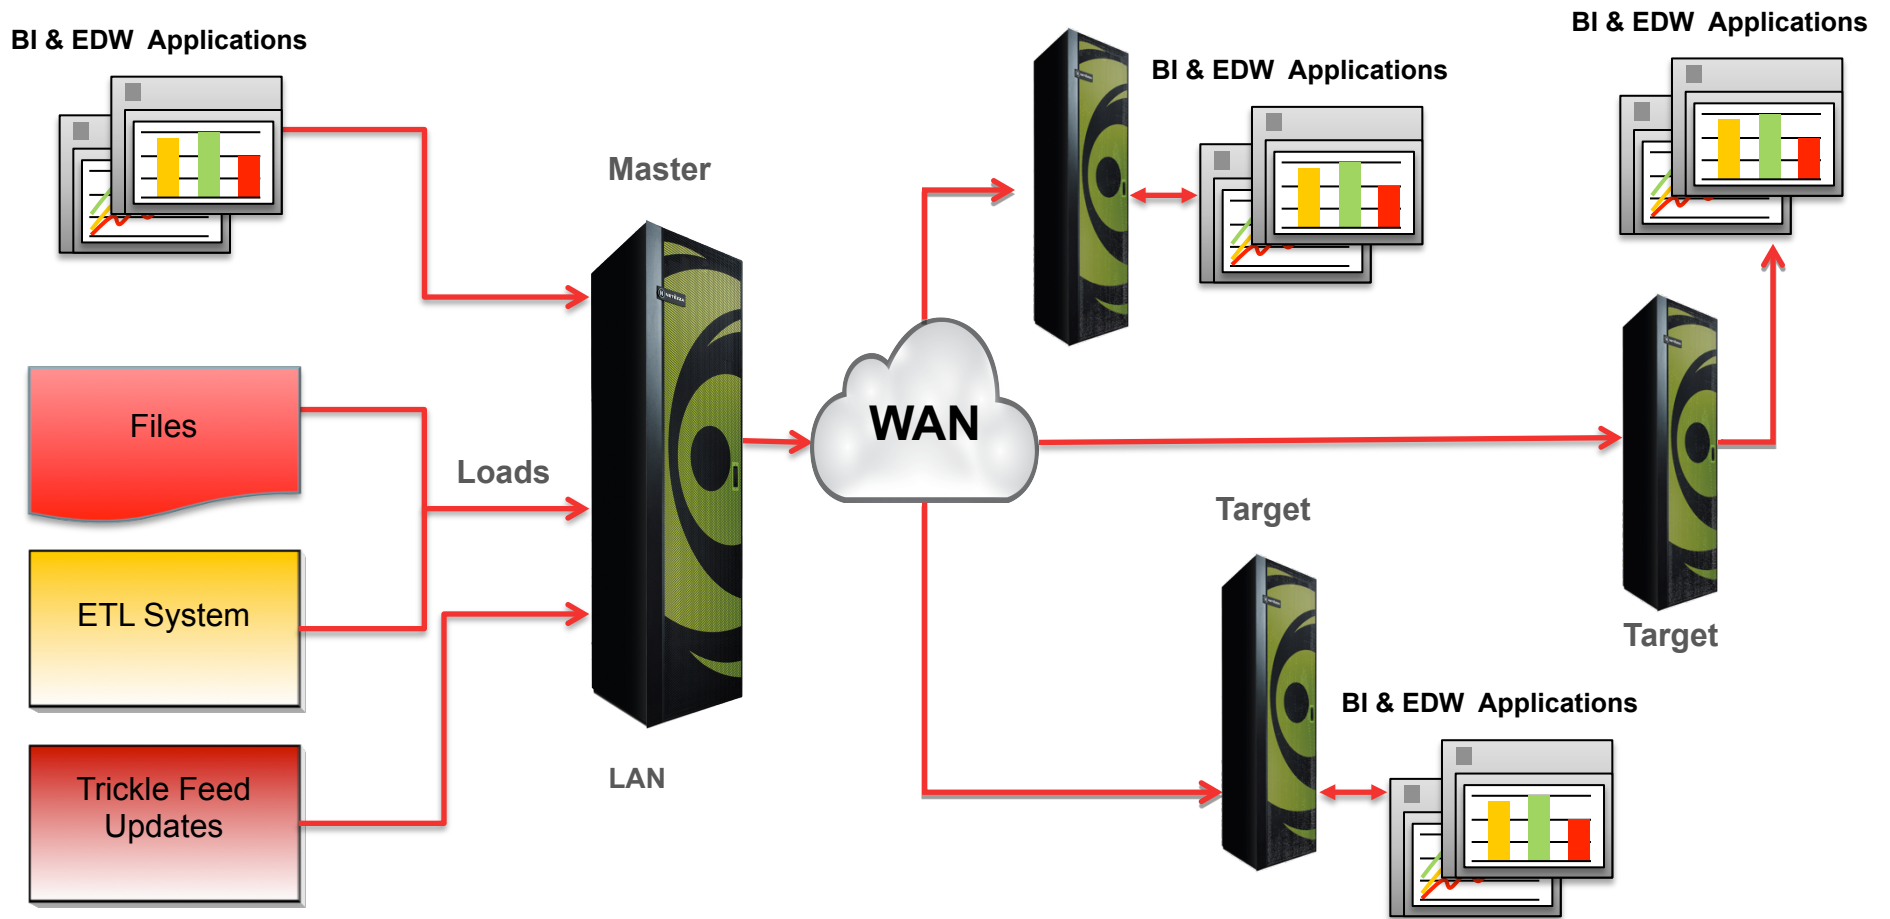 BI & EDW  Applications
BI & EDW  Applications
BI & EDW  Applications
Master
Files
WAN
Loads
Target
ETL System
Target
BI & EDW  Applications
LAN
Trickle Feed
Updates
NETEZZA